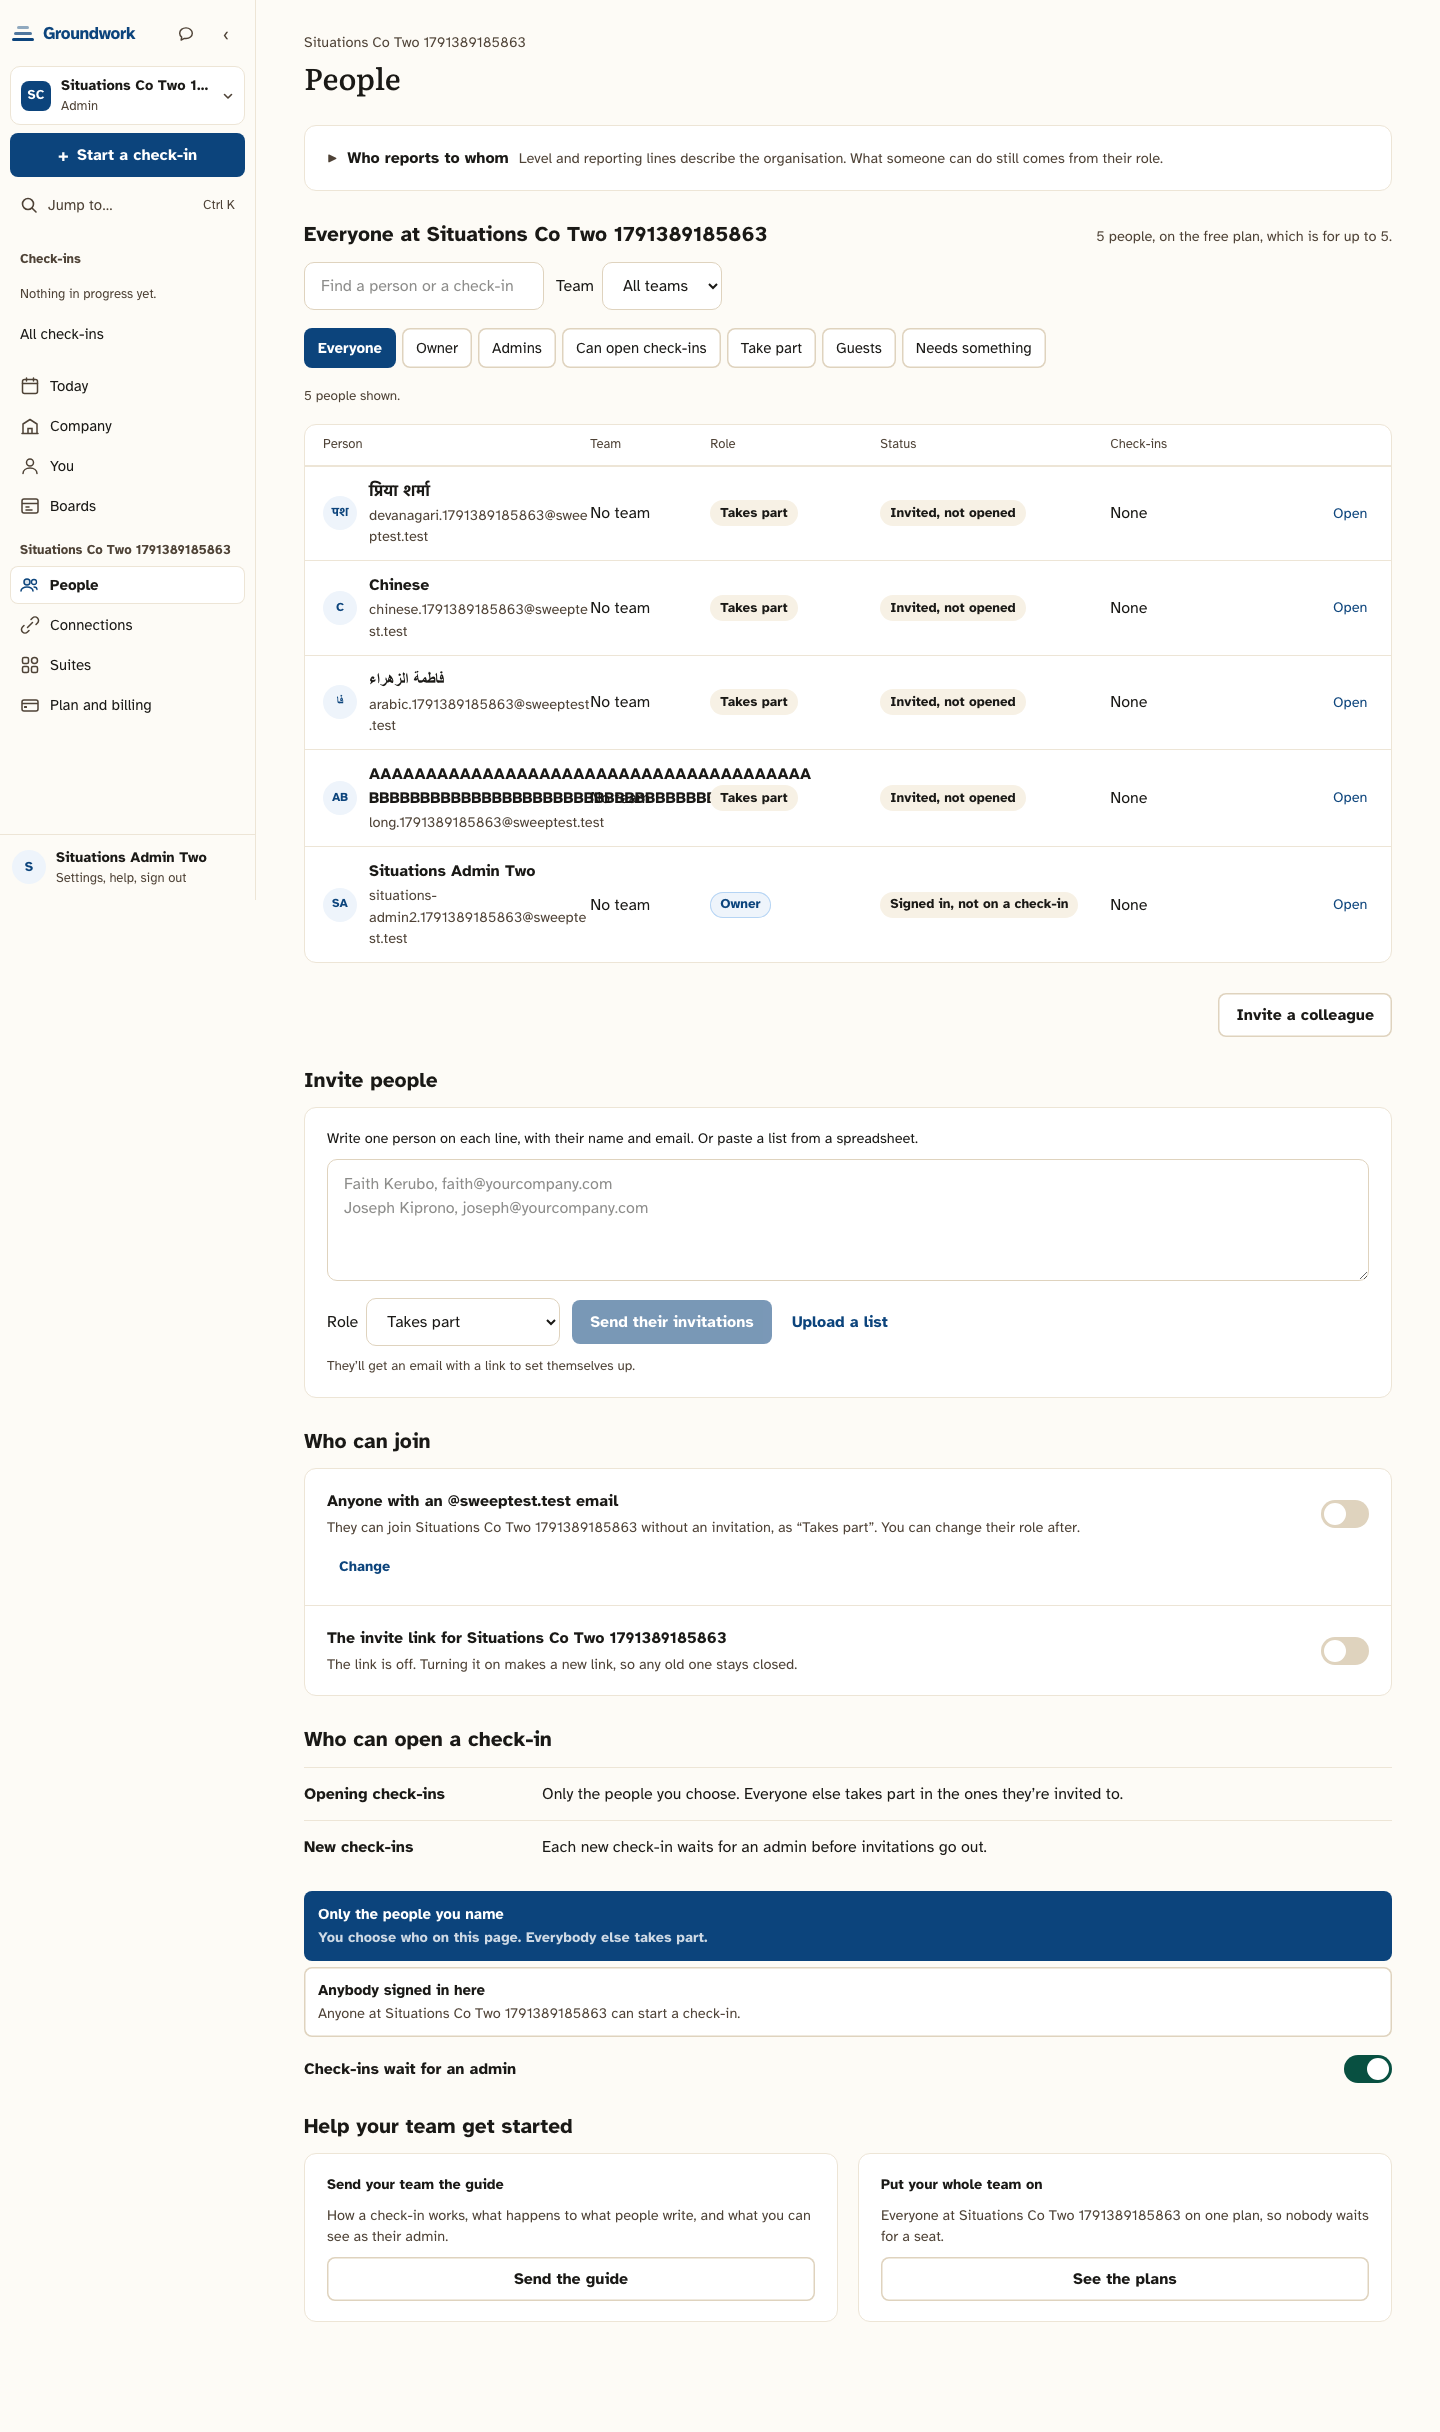 Groundwork
SC
Situations Co Two 1...
Admin
+ Start a check-in
Jump to...
Ctrl K
Check-ins
Nothing in progress yet.
All check-ins
Today
Company
You
Boards
Situations Co Two 1791389185863
People
Connections
Suites
Plan and billing
S
Situations Admin Two
Settings, help, sign out
Situations Co Two 1791389185863
People
Who reports to whom Level and reporting lines describe the organisation. What someone can do still comes from their role.
Everyone at Situations Co Two 1791389185863
5 people, on the free plan, which is for up to 5.
Find a person or a check-in
Team
All teams
Everyone
Owner
Admins
Can open check-ins
Take part
Guests
Needs something
5 people shown.
Person Team Role Status Check-ins
पश
प्रिया शर्मा
devanagari.1791389185863@swee
ptest.test
No team
Takes part
Invited, not opened
None
Open
C
Chinese
chinese.1791389185863@sweepte
st.test
No team
Takes part
Invited, not opened
None
Open
فا
فاطمة الزهراء
arabic.1791389185863@sweeptest
.test
No team
Takes part
Invited, not opened
None
Open
AB
long.1791389185863@sweeptest.test
Takes part
Invited, not opened
None
Open
SA
Situations Admin Two
situations-
admin2.1791389185863@sweepte
st.test
No team
Owner
Signed in, not on a check-in
None
Open
Invite a colleague
Invite people
Write one person on each line, with their name and email. Or paste a list from a spreadsheet.
Faith Kerubo, faith@yourcompany.com
Joseph Kiprono, joseph@yourcompany.com
Role
Takes part
Send their invitations
Upload a list
They'll get an email with a link to set themselves up.
Who can join
Anyone with an @sweeptest.test email
They can join Situations Co Two 1791389185863 without an invitation, as “Takes part”. You can change their role after.
Change
The invite link for Situations Co Two 1791389185863
The link is off. Turning it on makes a new link, so any old one stays closed.
Who can open a check-in
Opening check-ins
Only the people you choose. Everyone else takes part in the ones they’re invited to.
New check-ins
Each new check-in waits for an admin before invitations go out.
Only the people you name
You choose who on this page. Everybody else takes part.
Anybody signed in here
Anyone at Situations Co Two 1791389185863 can start a check-in.
Check-ins wait for an admin
Help your team get started
Send your team the guide
How a check-in works, what happens to what people write, and what you can
see as their admin.
Send the guide
Put your whole team on
Everyone at Situations Co Two 1791389185863 on one plan, so nobody waits
for a seat.
See the plans